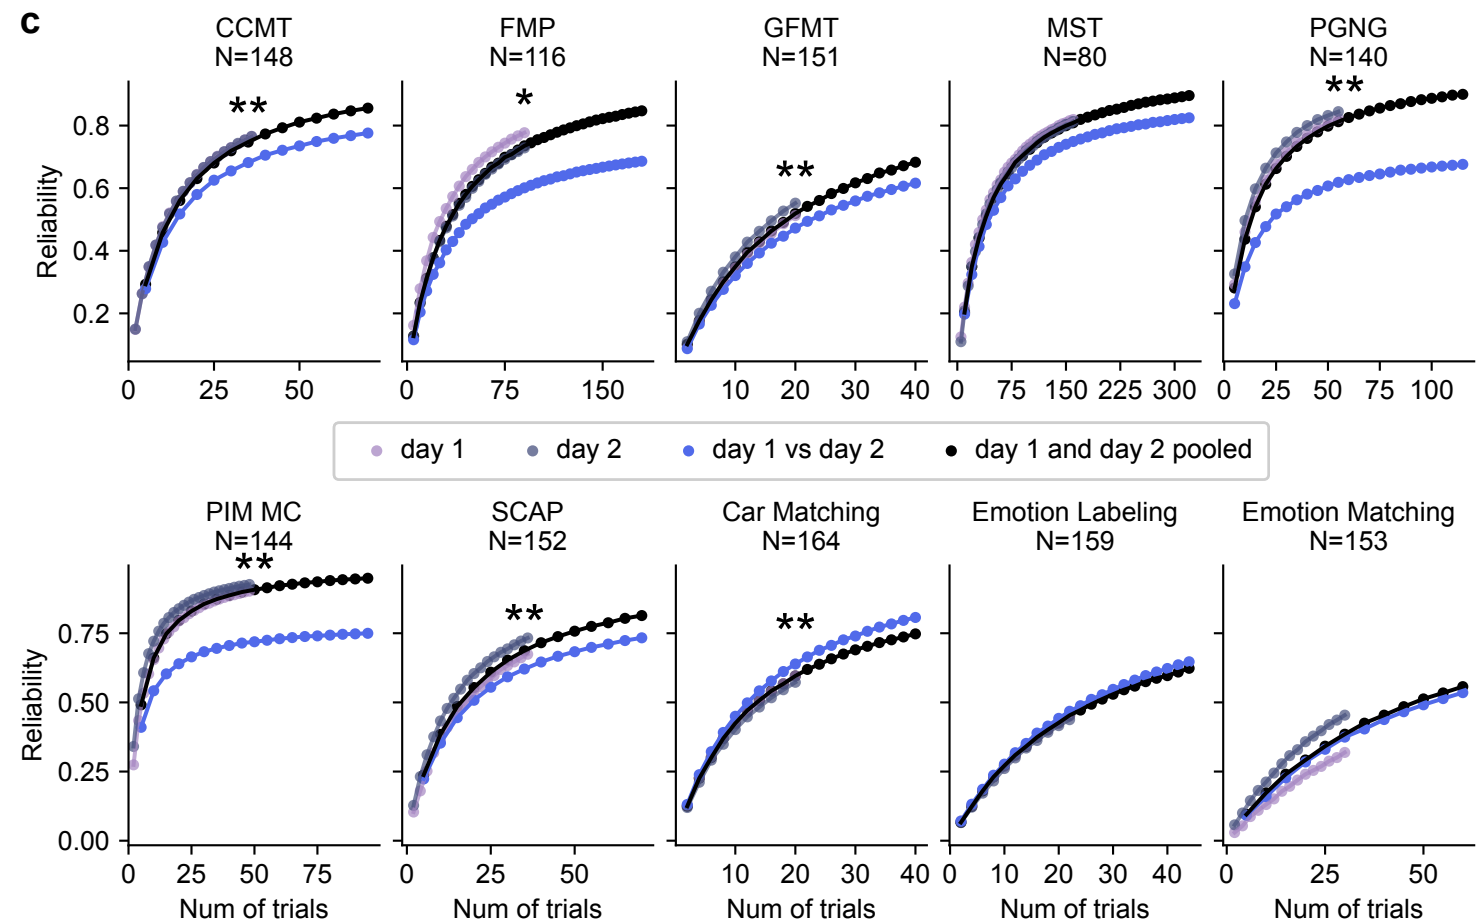 c
CCMT
N=148
FMP
N=116
GFMT
N=151
MST
N=80
PGNG
N=140
**
*
**
**
Reliability
0.8
0.6
0.4
0.2
0 25 50
0 75 150
10 20 30 40
0 75 150 225 300
0 25 50 75 100
day 1 day 2 day 1 vs day 2 day 1 and day 2 pooled
PIM MC
N=144
SCAP
N=152
Car Matching
N=164
Emotion Labeling
N=159
Emotion Matching
N=153
**
**
**
Reliability
0.75
0.50
0.25
0.00
0 25 50 75
25 50
10 20 30 40
0 10 20 30 40
0 25 50
Num of trials
Num of trials
Num of trials
Num of trials
Num of trials